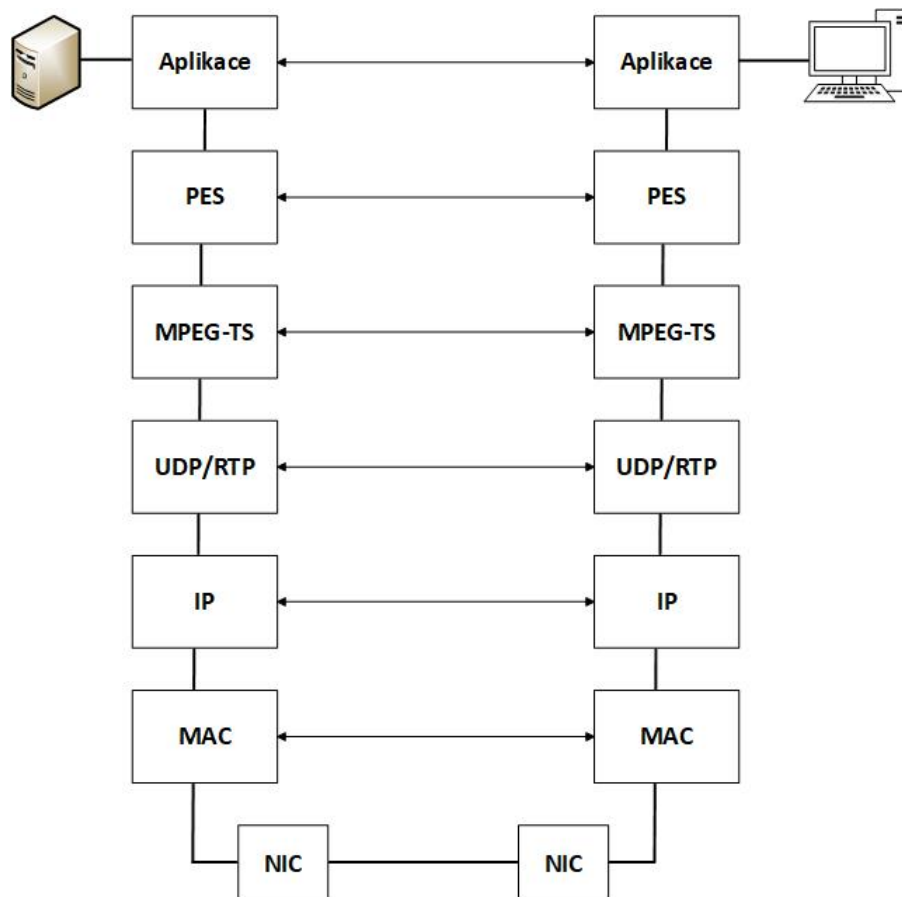 Aplikace
Aplikace
PES
PES
MPEG-TS
MPEG-TS
UDP/RTP
UDP/RTP
IP
IP
MAC
MAC
NIC
NIC